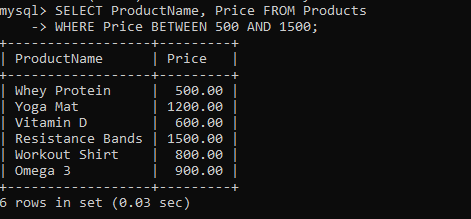 mysql> SELECT ProductName, Price FROM Products
    -> WHERE Price BETWEEN 500 AND 1500;
+------------------+---------+
| ProductName      | Price   |
+------------------+---------+
| Whey Protein     |  500.00 |
| Yoga Mat         | 1200.00 |
| Vitamin D        |  600.00 |
| Resistance Bands | 1500.00 |
| Workout Shirt    |  800.00 |
| Omega 3          |  900.00 |
+------------------+---------+
6 rows in set (0.03 sec)